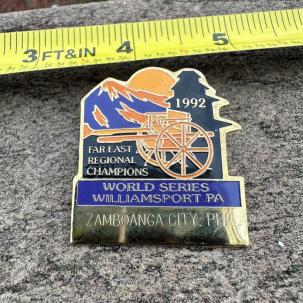 3 FT&IN 4 5
1992
FAR EAST
REGIONAL
CHAMPIONS
WORLD SERIES
WILLIAMSPORT PA
ZAMBOANGA CITY, PHIL